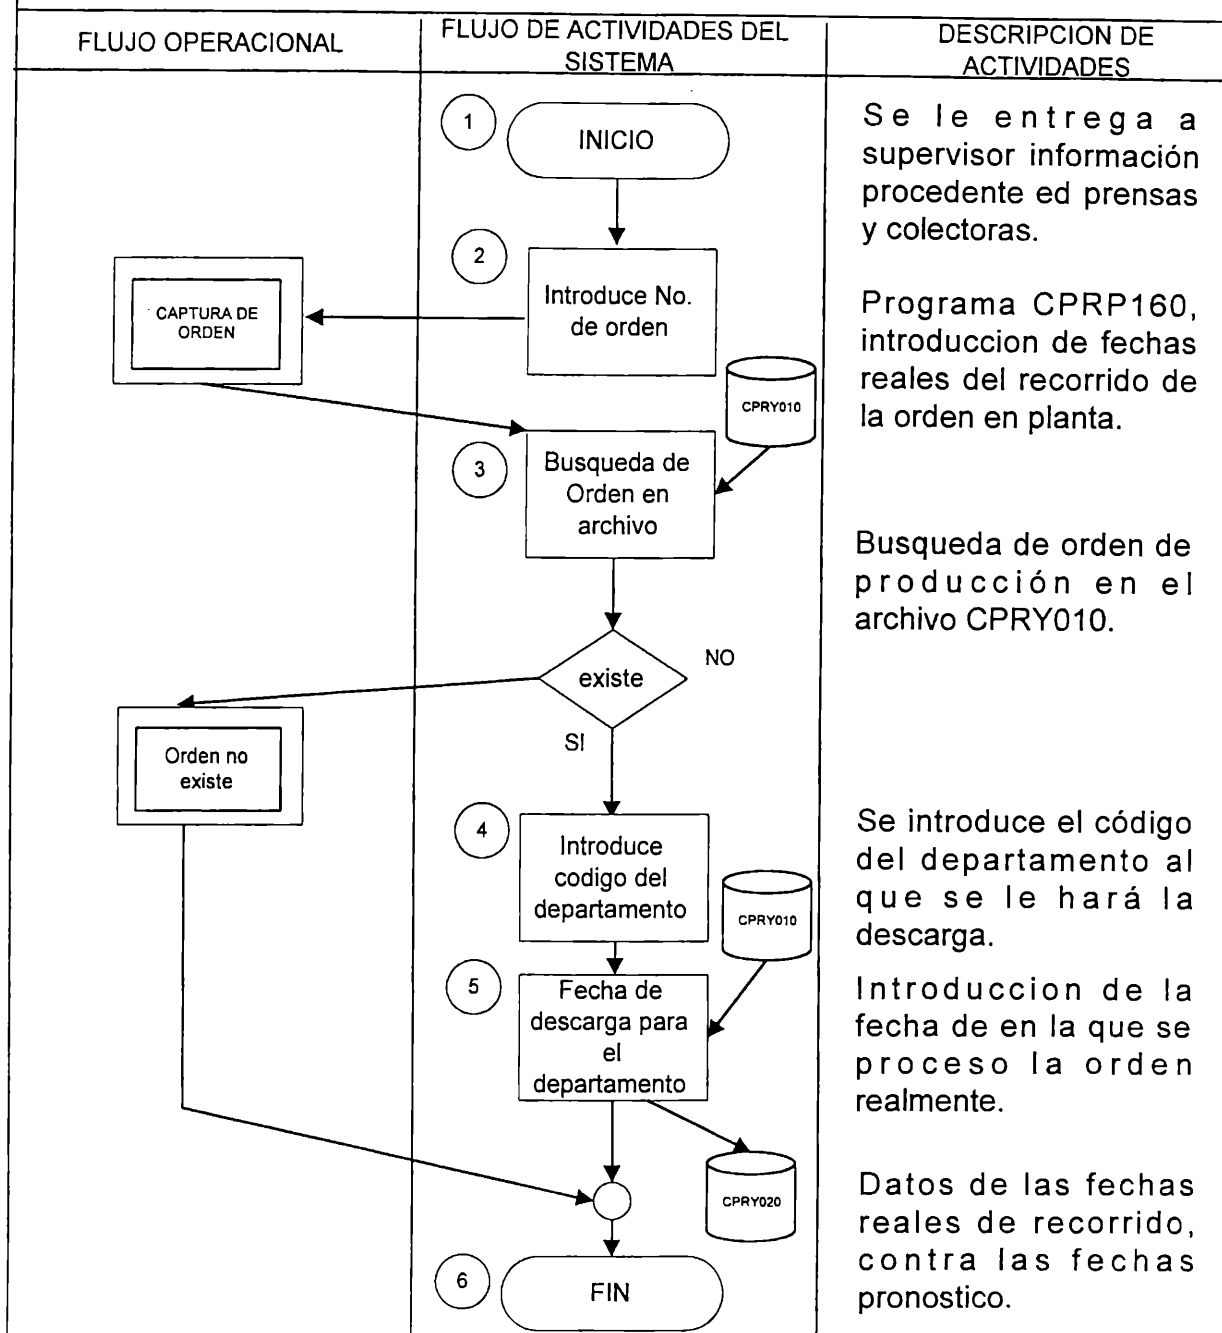 FLUJO OPERACIONAL
FLUJO DE ACTIVIDADES DEL
SISTEMA
DESCRIPCION DE
ACTIVIDADES
1
INICIO
Se le entrega a
supervisor información
procedente ed prensas
y colectoras.
2
Introduce No.
de orden
CAPTURA DE
ORDEN
Programa CPRP160,
introduccion de fechas
reales del recorrido de
la orden en planta.
CPRY010
3
Busqueda de
Orden en
archivo
Busqueda de orden de
producción en el
archivo CPRY010.
existe
NO
SI
Orden no
existe
4
Introduce
codigo del
departamento
CPRY010
Se introduce el código
del departamento al
que se le hará la
descarga.
5
Fecha de
descarga para
el
departamento
Introduccion de la
fecha de en la que se
proceso la orden
realmente.
CPRY020
Datos de las fechas
reales de recorrido,
contra las fechas
pronostico.
6
FIN